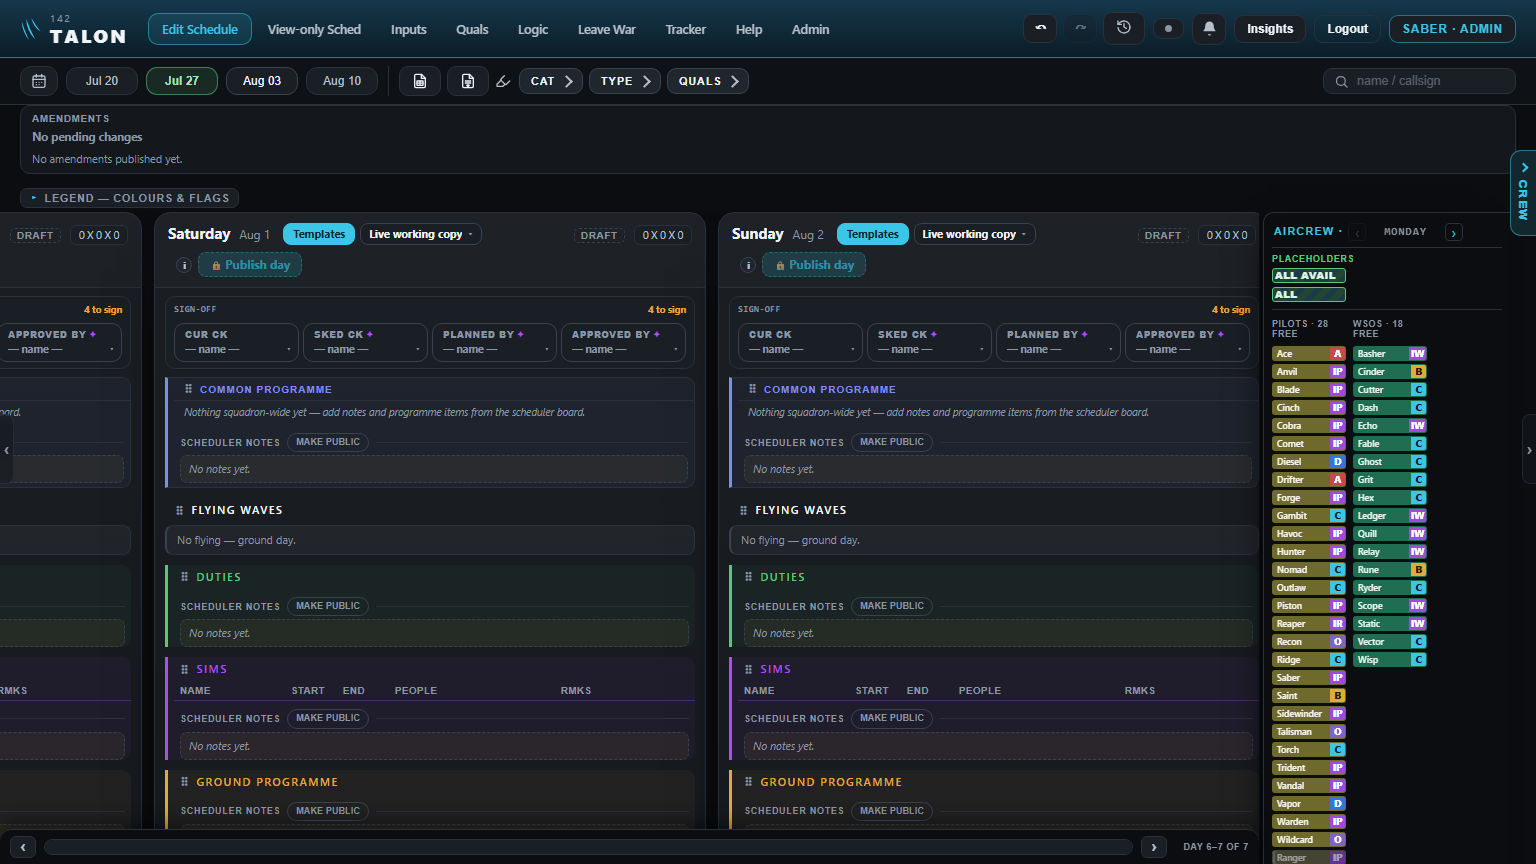 142
TALON
Edit Schedule
View-only Sched
Inputs
Quals
Logic
Leave War
Tracker
Admin
Insights
Logout
SABER · ADMIN
Jul 20
Jul 27
Aug 03
Aug 10
CAT
TYPE
QUALS
name / callsign
AMENDMENTS
No pending changes
No amendments published yet.
LEGEND — COLOURS & FLAGS
CREW
DRAFT
0X0X0
APPROVED BY
— name —
RMKS
Saturday Aug 1
Templates
Live working copy
DRAFT
0X0X0
Publish day
SIGN-OFF
4 to sign
CUR CK
— name —
SKED CK
— name —
PLANNED BY
— name —
APPROVED BY
— name —
COMMON PROGRAMME
Nothing squadron-wide yet — add notes and programme items from the scheduler board.
SCHEDULER NOTES
MAKE PUBLIC
No notes yet.
FLYING WAVES
No flying — ground day.
DUTIES
SCHEDULER NOTES
MAKE PUBLIC
No notes yet.
SIMS
NAME START END PEOPLE RMKS
SCHEDULER NOTES
MAKE PUBLIC
No notes yet.
GROUND PROGRAMME
SCHEDULER NOTES
MAKE PUBLIC
Sunday Aug 2
Templates
Live working copy
DRAFT
0X0X0
Publish day
4 to sign
CUR CK
— name —
SKED CK
— name —
PLANNED BY
— name —
APPROVED BY
— name —
COMMON PROGRAMME
Nothing squadron-wide yet — add notes and programme items from the scheduler board.
SCHEDULER NOTES
MAKE PUBLIC
No notes yet.
FLYING WAVES
No flying — ground day.
DUTIES
SCHEDULER NOTES
MAKE PUBLIC
No notes yet.
SIMS
NAME START END PEOPLE RMKS
SCHEDULER NOTES
MAKE PUBLIC
No notes yet.
GROUND PROGRAMME
SCHEDULER NOTES
MAKE PUBLIC
AIRCREW ·
MONDAY
PLACEHOLDERS
ALL AVAIL
ALL
PILOTS · 28 FREE
Ace A
Anvil IP
Blade IP
Cinch IP
Cobra IP
Comet IP
Diesel D
Drifter A
Forge IP
Gambit C
Havoc IP
Hunter IP
Nomad C
Outlaw C
Piston IP
Reaper IR
Recon O
Ridge C
Saber IP
Saint B
Sidewinder IP
Talisman O
Torch C
Trident IP
Vandal IP
Vapor D
Warden IP
Wildcard O
Ranger IP
WSOS · 18 FREE
Basher IW
Cinder B
Cutter C
Dash C
Echo IW
Fable C
Ghost C
Grit C
Hex C
Ledger IW
Quill IW
Relay IW
Rune B
Ryder C
Scope IW
Static IW
Vector C
Wisp C
DAY 6–7 OF 7